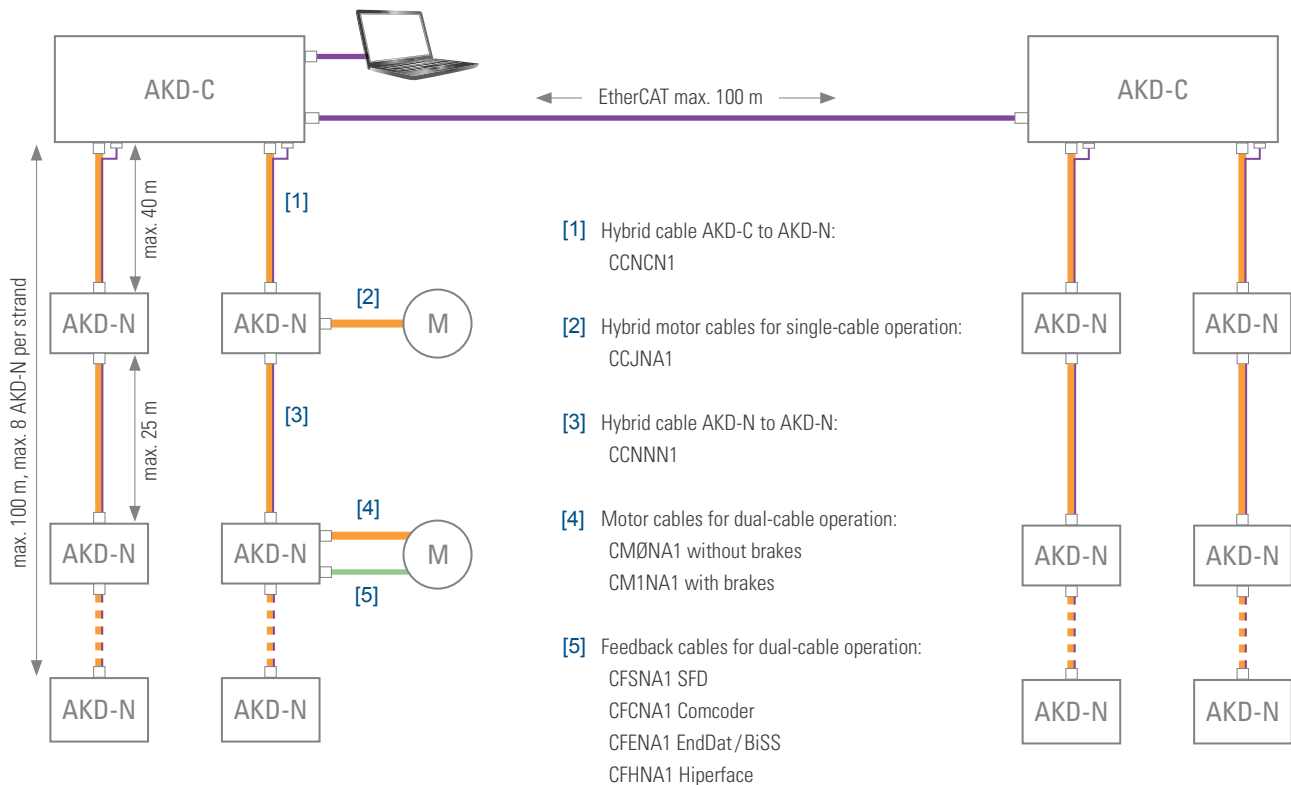 AKD-C
EtherCAT max. 100 m
AKD-C
max. 100 m, max. 8 AKD-N per strand
max. 40 m
[1]
AKD-N
AKD-N
[2]
M
max. 25 m
[3]
AKD-N
AKD-N
[4]
[5]
M
AKD-N
AKD-N
[1] Hybrid cable AKD-C to AKD-N:
CCNCN1
[2] Hybrid motor cables for single-cable operation:
CCJNA1
[3] Hybrid cable AKD-N to AKD-N:
CCNNN1
[4] Motor cables for dual-cable operation:
CMØNA1 without brakes
CM1NA1 with brakes
[5] Feedback cables for dual-cable operation:
CFSNA1 SFD
CFCNA1 Comcoder
CFENA1 EndDat/BiSS
CFHNA1 Hiperface
AKD-N
AKD-N
AKD-N
AKD-N
AKD-N
AKD-N